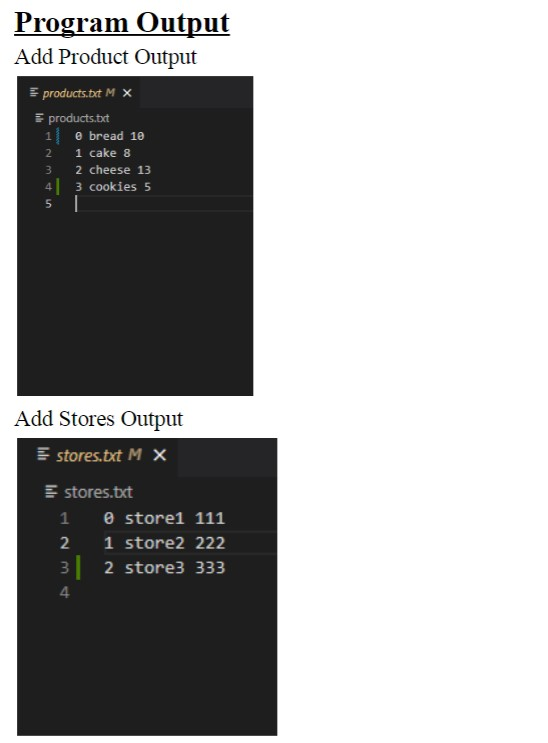 Program Output
Add Product Output
products.txt M X
products.txt
1 0 bread 10
2 1 cake 8
3 2 cheese 13
4 3 cookies 5
5
Add Stores Output
stores.txt M X
stores.txt
1 0 store1 111
2 1 store2 222
3 2 store3 333
4